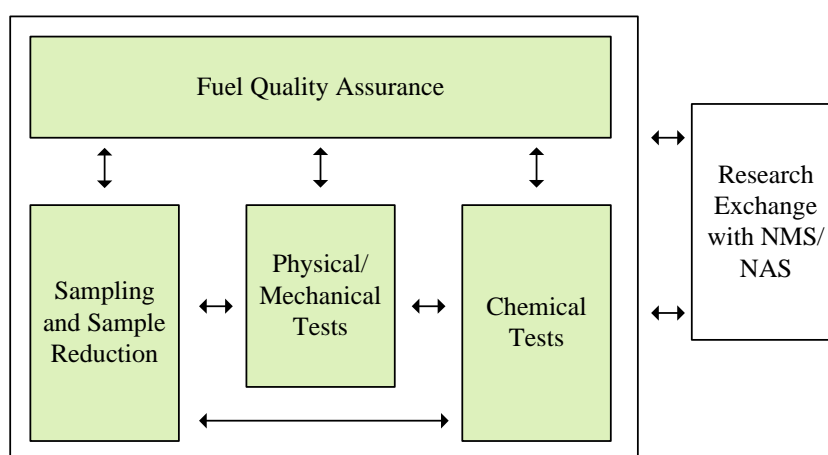 Fuel Quality Assurance
Sampling
and Sample
Reduction
Physical/
Mechanical
Tests
Chemical
Tests
Research
Exchange
with NMS/
NAS